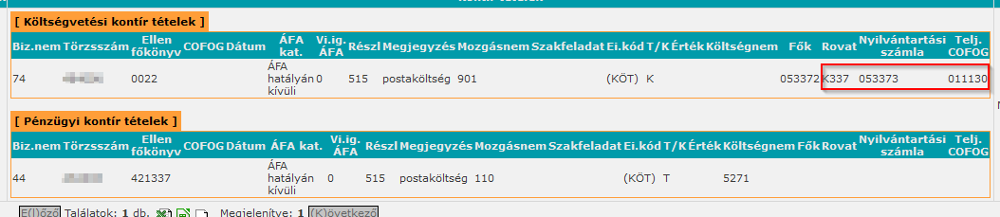 [ Költségvetési kontír tételek ]
Biz.nem Törzsszám Ellen főkönyv COFOG Dátum ÁFA kat. Vi.ig. ÁFA Részl Megjegyzés Mozgásnem Szakfeladat Ei.kód T/K Érték Költségnem Fők Rovat Nyilvántartási számla Telj. COFOG
74 0022 ÁFA hatályán kívüli 0 515 postaköltség 901 (KÖT) K 053372 K337 053373 011130
[ Pénzügyi kontír tételek ]
Biz.nem Törzsszám Ellen főkönyv COFOG Dátum ÁFA kat. Vi.ig. ÁFA Részl Megjegyzés Mozgásnem Szakfeladat Ei.kód T/K Érték Költségnem Fők Rovat Nyilvántartási számla Telj. COFOG
44 421337 ÁFA hatályán kívüli 0 515 postaköltség 110 (KÖT) T 5271
E(l)őző Találatok: 1 db. Megjelenítve: 1 (K)övetkező